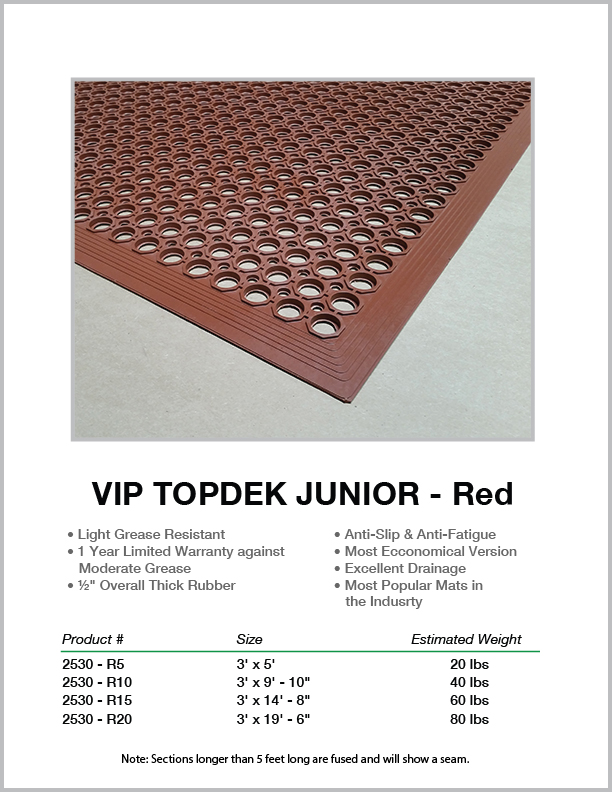 VIP TOPDEK JUNIOR - Red
• Light Grease Resistant
• 1 Year Limited Warranty against
Moderate Grease
• ½" Overall Thick Rubber
• Anti-Slip & Anti-Fatigue
• Most Ecconomical Version
• Excellent Drainage
• Most Popular Mats in
the Indusrty
Product # Size Estimated Weight
2530 - R5 3' x 5' 20 lbs
2530 - R10 3' x 9' - 10" 40 lbs
2530 - R15 3' x 14' - 8" 60 lbs
2530 - R20 3' x 19' - 6" 80 lbs
Note: Sections longer than 5 feet long are fused and will show a seam.